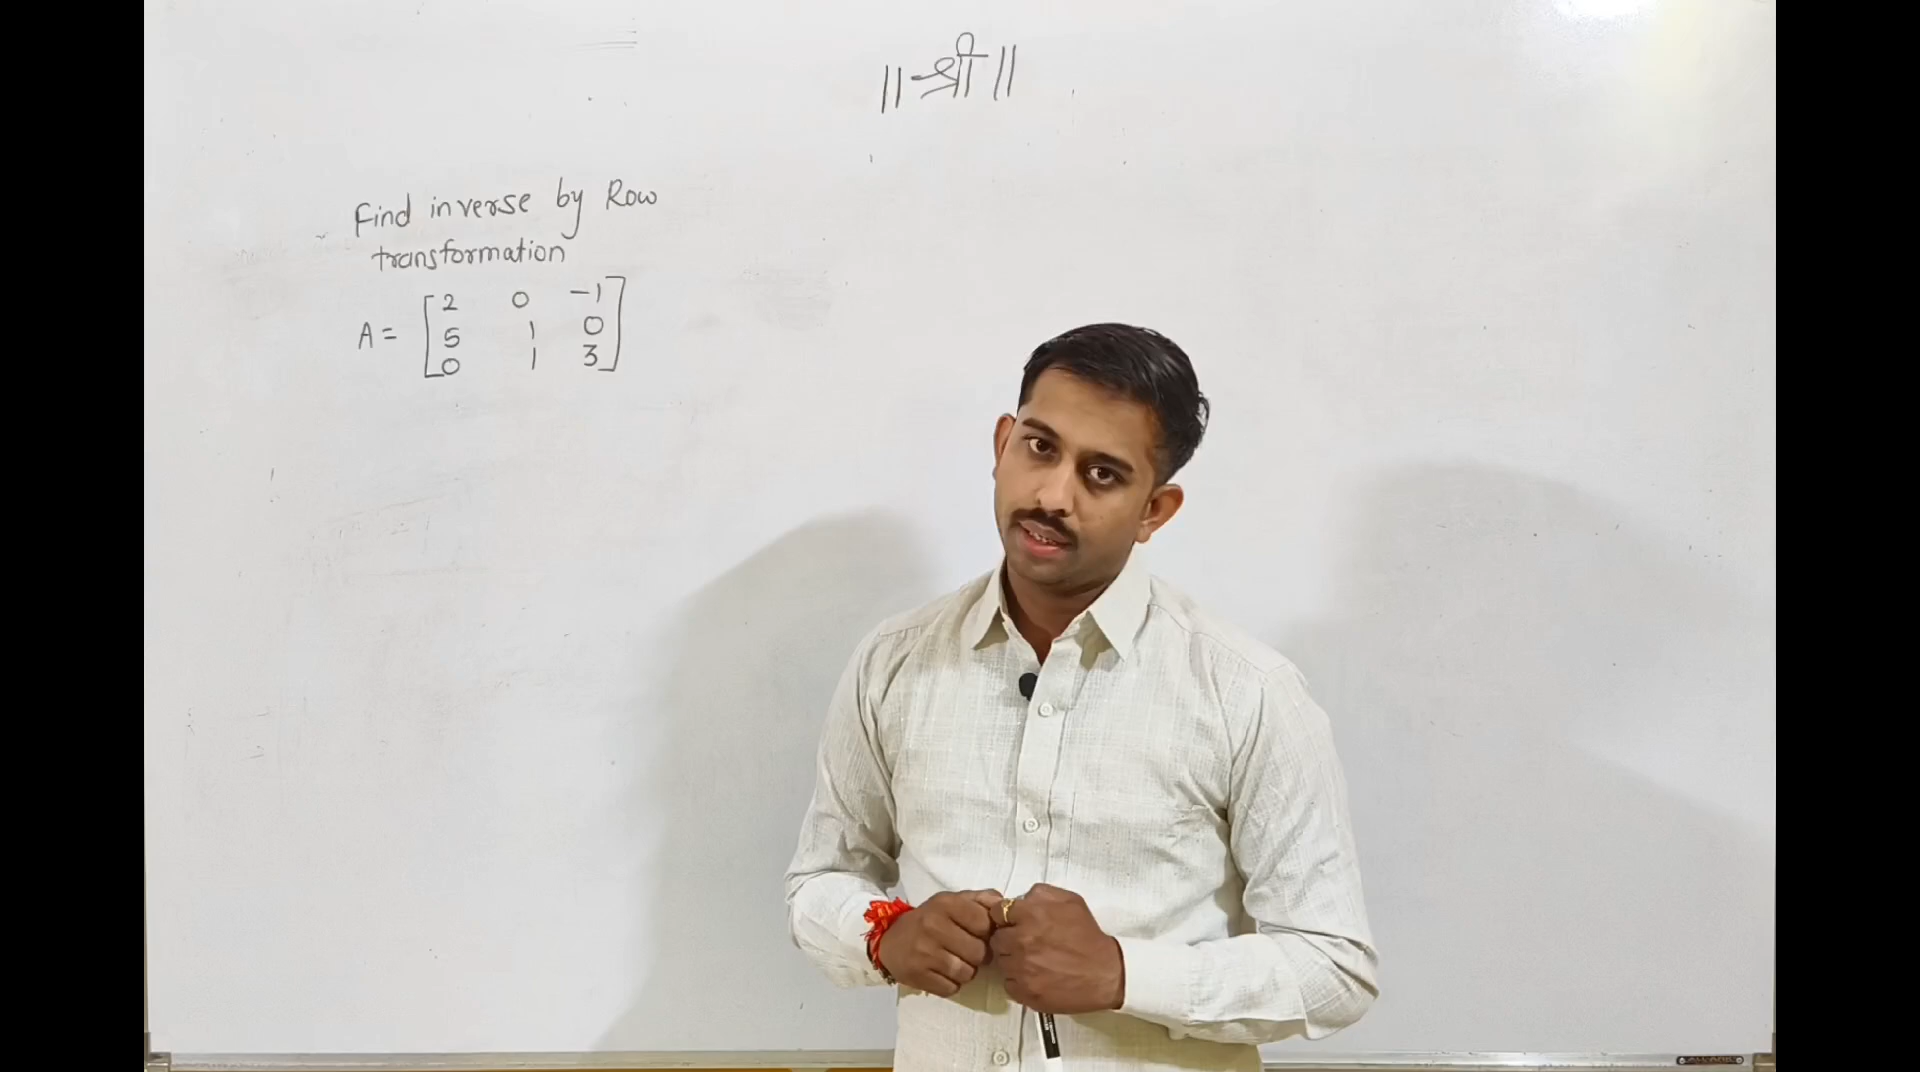 ॥ श्री ॥
Find inverse by Row
transformation
A = [2 0 -1
5 1 0
0 1 3]